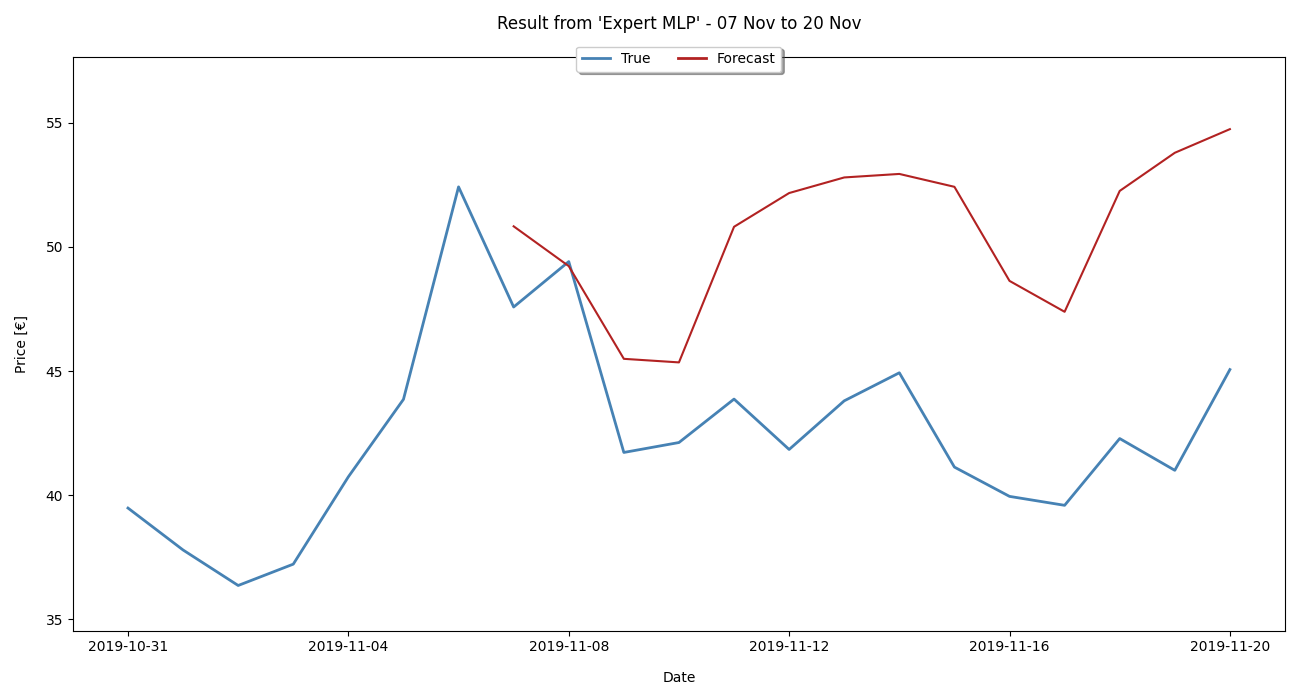 Result from 'Expert MLP' - 07 Nov to 20 Nov
True Forecast
Price [€]
55
50
45
40
35
2019-10-31 2019-11-04 2019-11-08 2019-11-12 2019-11-16 2019-11-20
Date